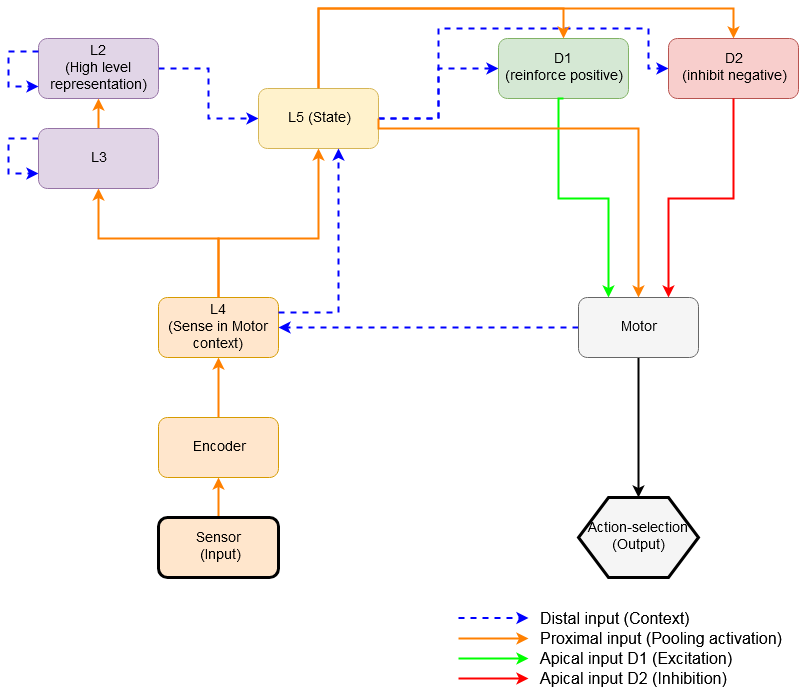 L2
(High level
representation)
L3
L5 (State)
D1
(reinforce positive)
D2
(inhibit negative)
L4
(Sense in Motor
context)
Motor
Encoder
Sensor
(Input)
Action-selection
(Output)
Distal input (Context)
Proximal input (Pooling activation)
Apical input D1 (Excitation)
Apical input D2 (Inhibition)